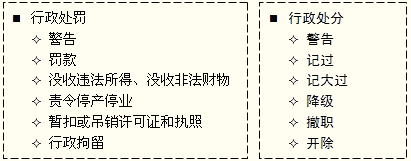 ■ 行政处罚
✧ 警告
✧ 罚款
✧ 没收违法所得、没收非法财物
✧ 责令停产停业
✧ 暂扣或吊销许可证和执照
✧ 行政拘留
■ 行政处分
✧ 警告
✧ 记过
✧ 记大过
✧ 降级
✧ 撤职
✧ 开除